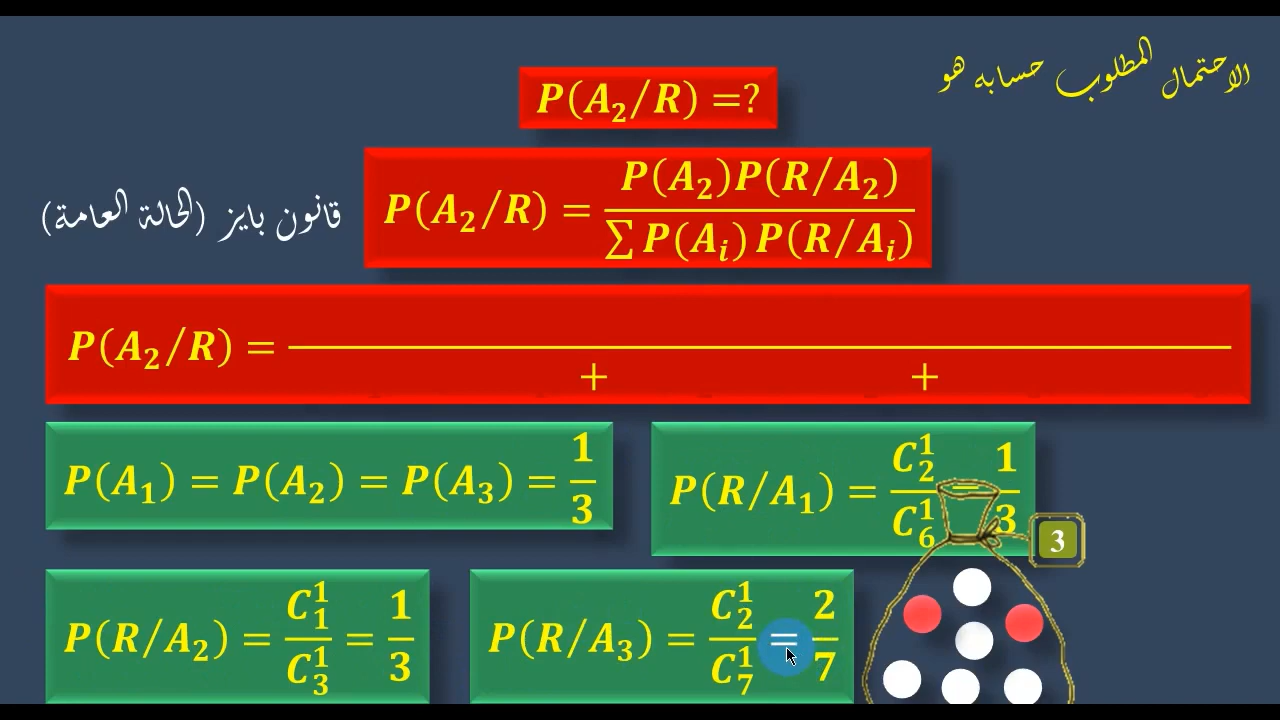 الاحتمال المطلوب حسابه هو
P(A₂/R) =?
قانون بايز (الحالة العامة)
P(A₂/R) = P(A₂)P(R/A₂) / ∑ P(Aᵢ) P(R/Aᵢ)
P(A₂/R) = ――― / + +
P(A₁) = P(A₂) = P(A₃) = 1/3
P(R/A₁) = C₂¹/C₆¹ = 1/3
3
P(R/A₂) = C₁¹/C₃¹ = 1/3
P(R/A₃) = C₂¹/C₇¹ = 2/7